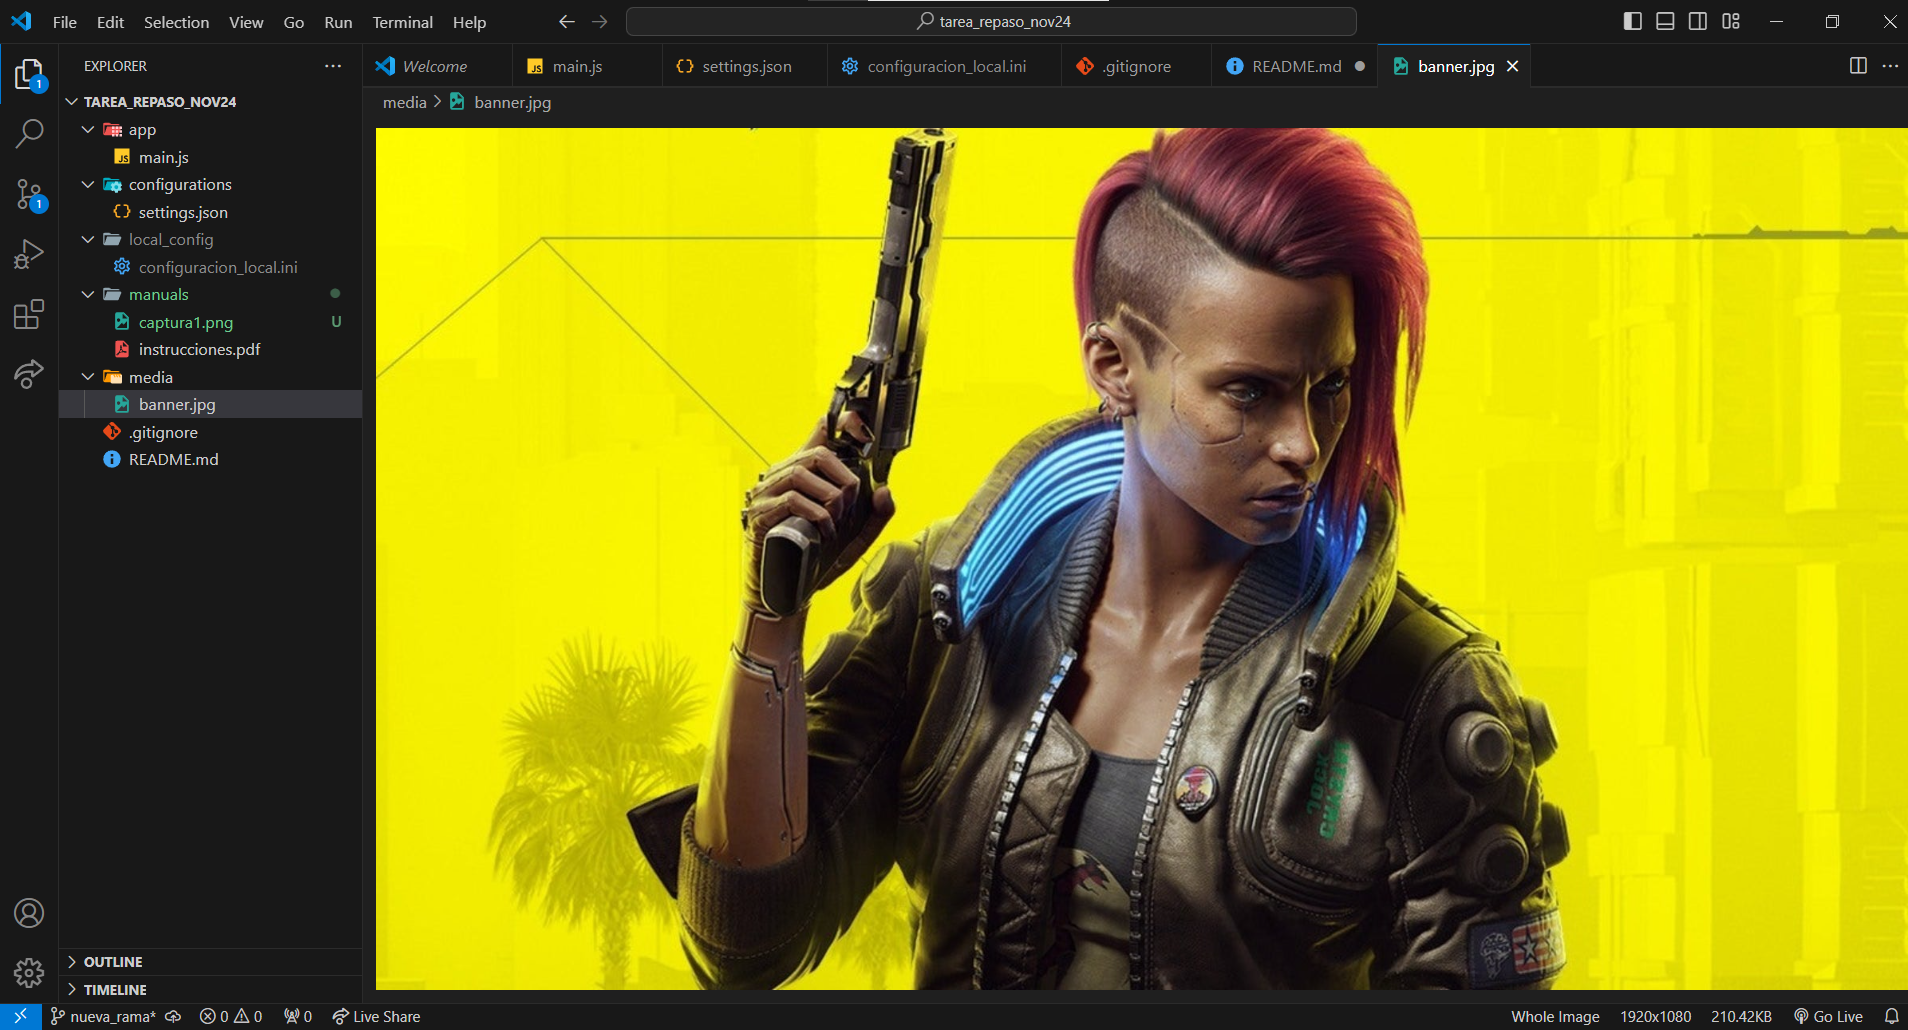 File Edit Selection View Go Run Terminal Help
tarea_repaso_nov24
EXPLORER
Welcome
main.js
settings.json
configuracion_local.ini
.gitignore
README.md
banner.jpg
media > banner.jpg
TAREA_REPASO_NOV24
app
main.js
configurations
settings.json
local_config
configuracion_local.ini
manuals
captura1.png U
instrucciones.pdf
media
banner.jpg
.gitignore
README.md
1
1
OUTLINE
TIMELINE
nueva_rama* 0 0 0 Live Share
Whole Image 1920x1080 210.42KB Go Live